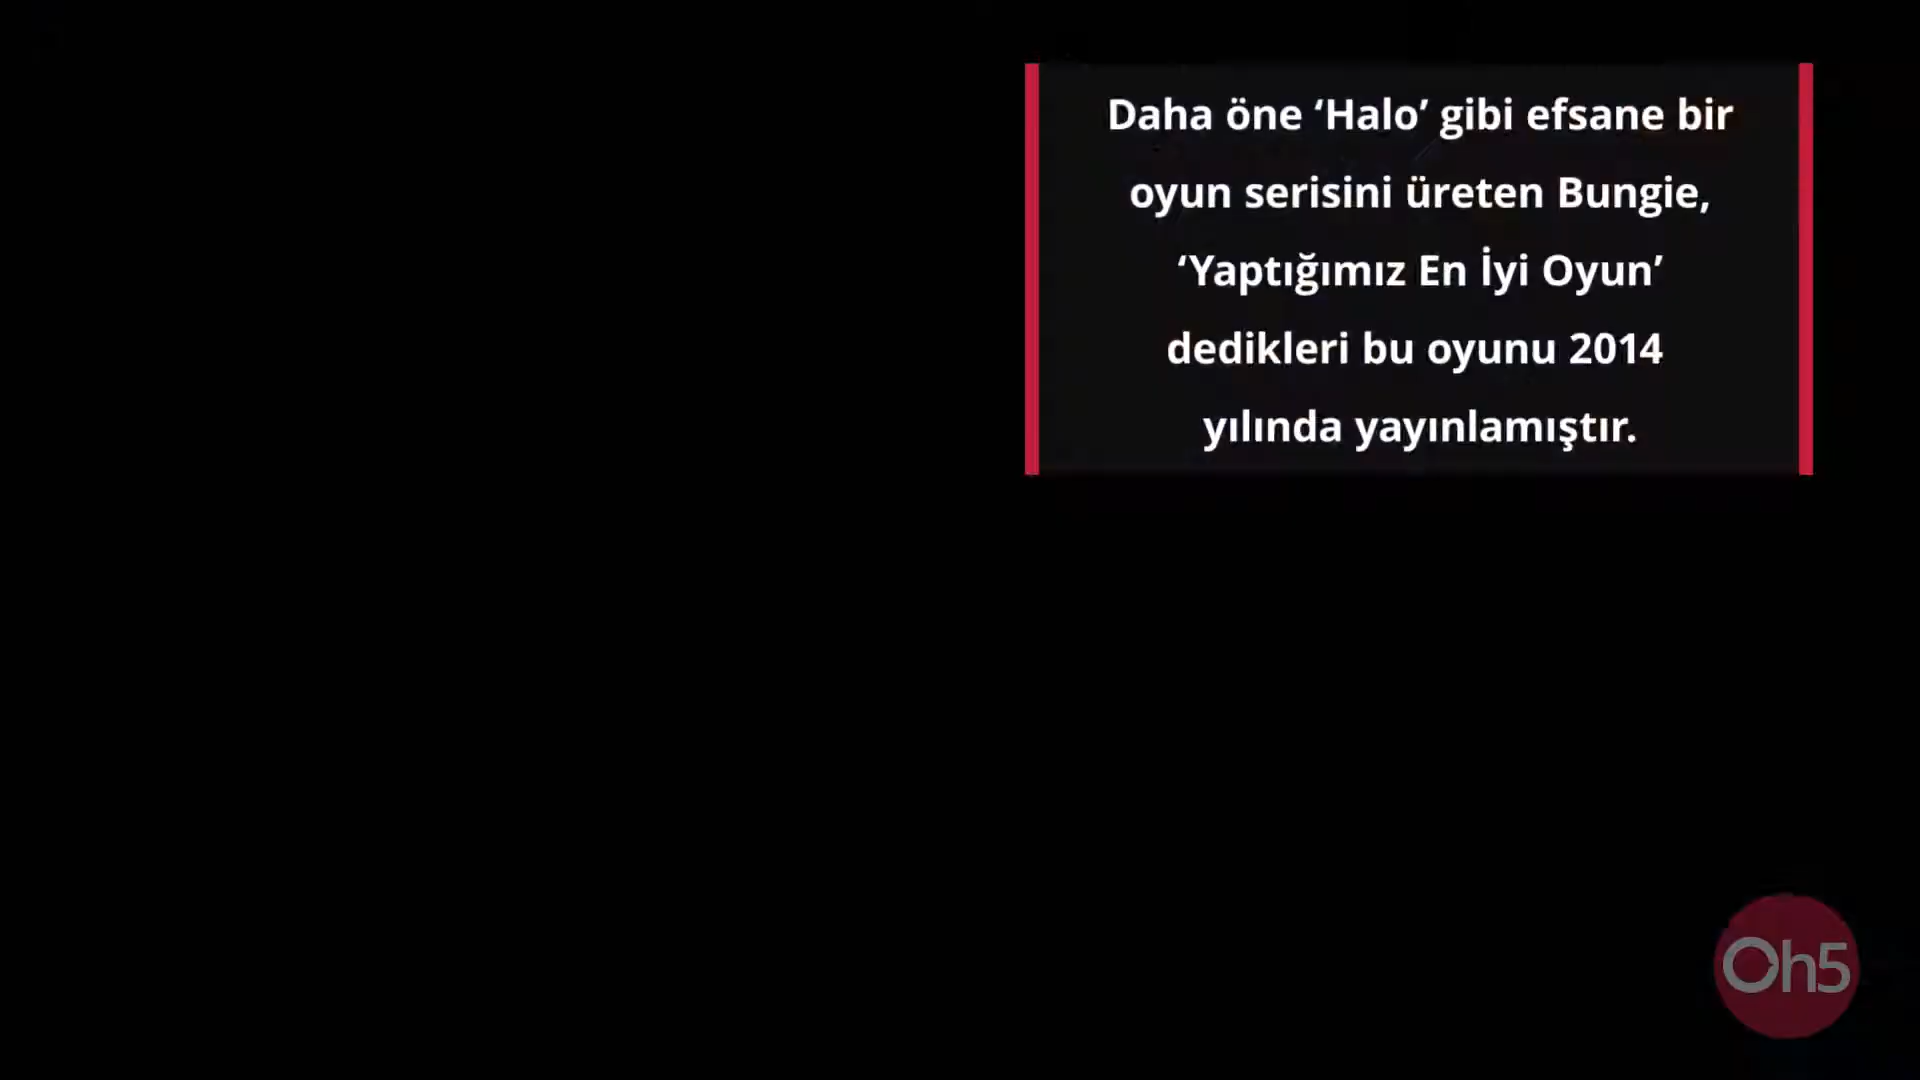 Daha öne ‘Halo’ gibi efsane bir
oyun serisini üreten Bungie,
‘Yaptığımız En İyi Oyun’
dedikleri bu oyunu 2014
yılında yayınlamıştır.
Oh5